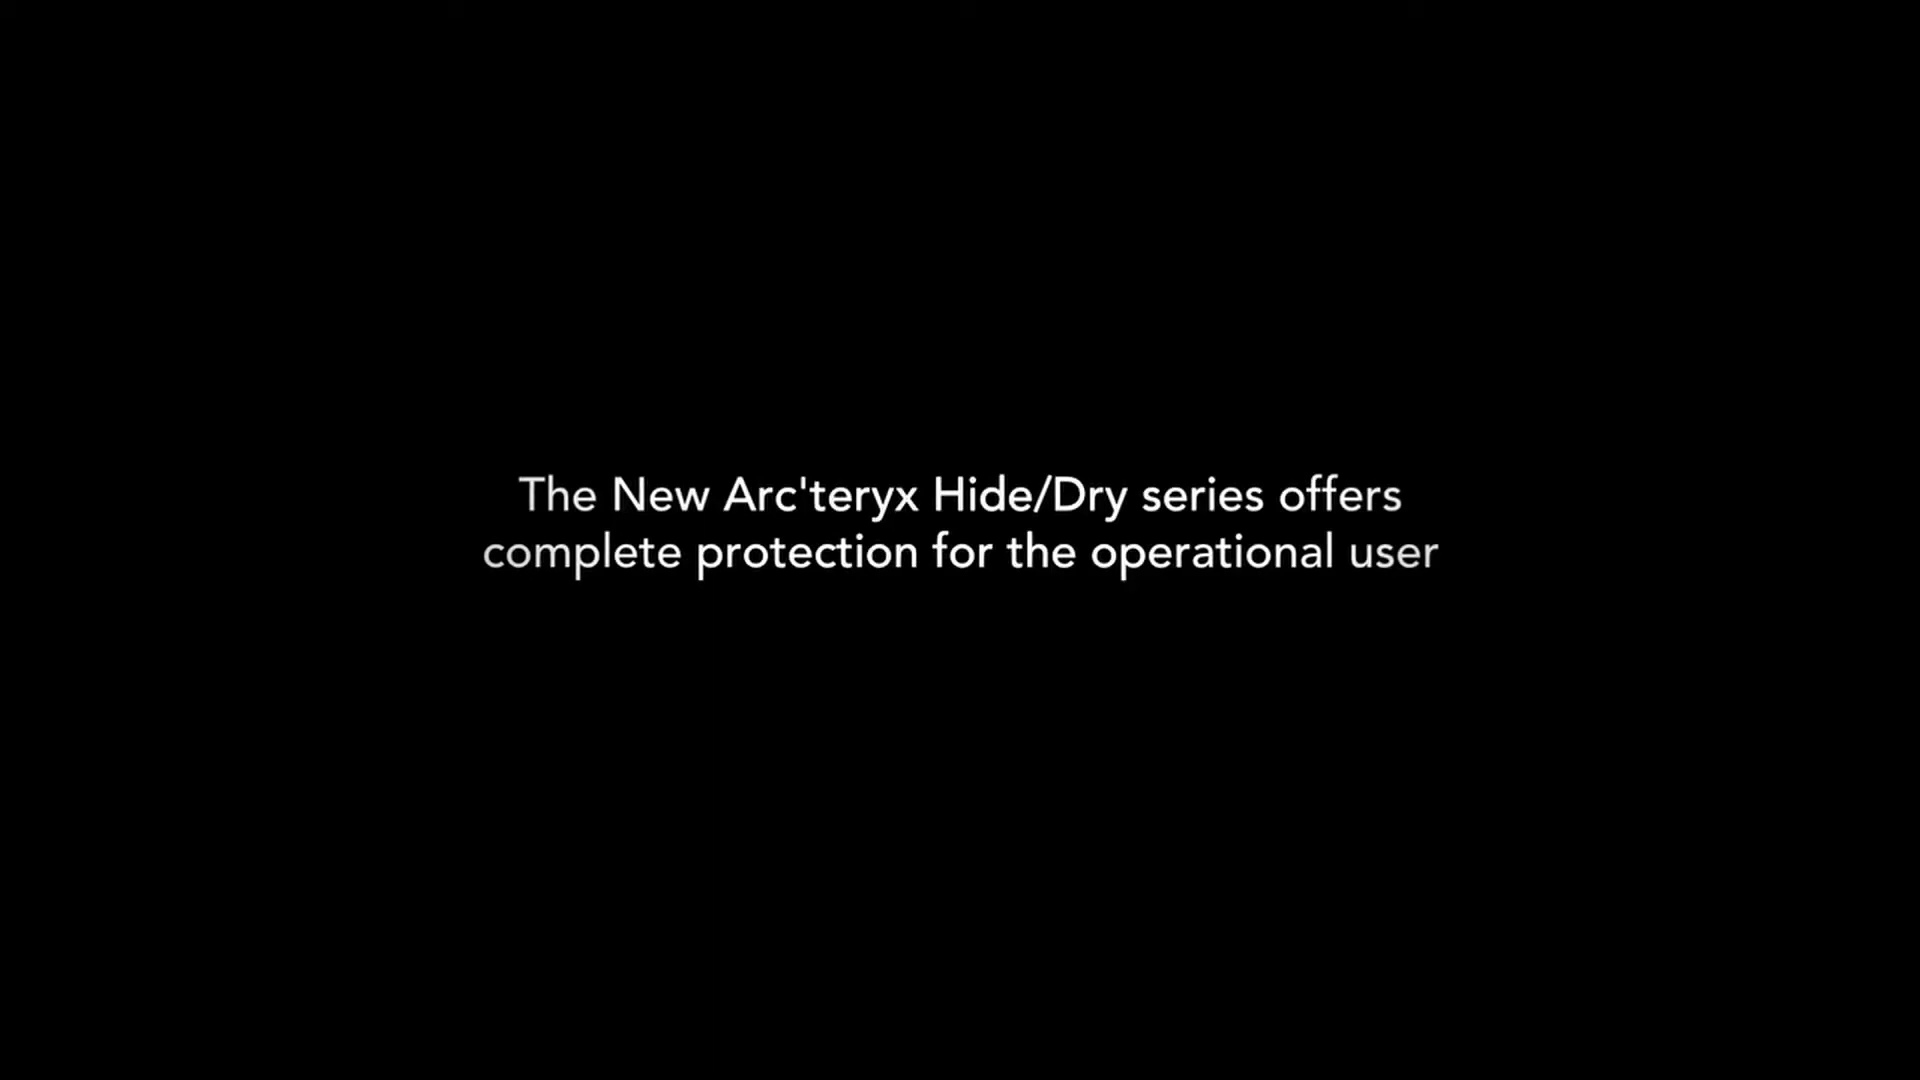 The New Arc'teryx Hide/Dry series offers
complete protection for the operational user